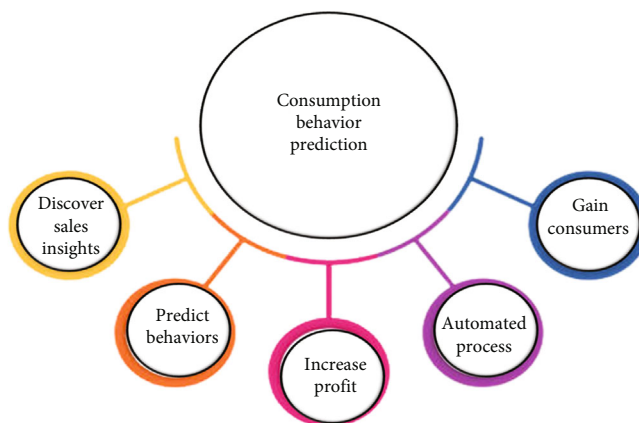 Consumption
behavior
prediction
Discover
sales
insights
Predict
behaviors
Increase
profit
Automated
process
Gain
consumers